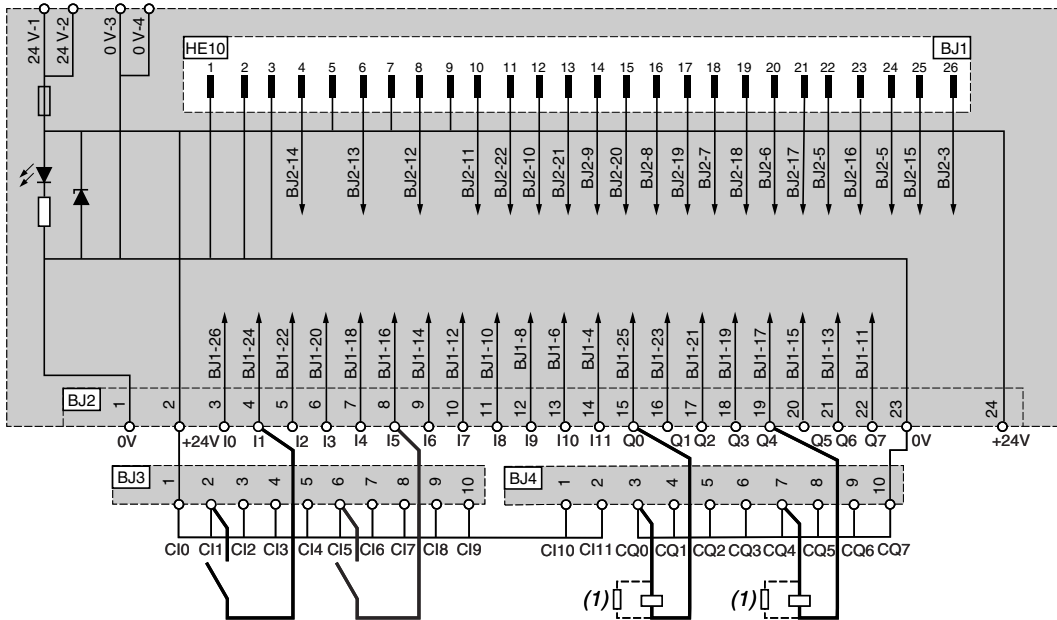 24 V-1 24 V-2 0 V-3 0 V-4
HE10 BJ1
1 2 3 4 5 6 7 8 9 10 11 12 13 14 15 16 17 18 19 20 21 22 23 24 25 26
BJ2-14 BJ2-13 BJ2-12 BJ2-11 BJ2-22 BJ2-10 BJ2-21 BJ2-9 BJ2-20 BJ2-8 BJ2-19 BJ2-7 BJ2-18 BJ2-6 BJ2-17 BJ2-5 BJ2-16 BJ2-5 BJ2-15 BJ2-3
BJ1-26 BJ1-24 BJ1-22 BJ1-20 BJ1-18 BJ1-16 BJ1-14 BJ1-12 BJ1-10 BJ1-8 BJ1-6 BJ1-4 BJ1-25 BJ1-23 BJ1-21 BJ1-19 BJ1-17 BJ1-15 BJ1-13 BJ1-11
BJ2 1 2 3 4 5 6 7 8 9 10 11 12 13 14 15 16 17 18 19 20 21 22 23 24
0V +24V I0 I1 I2 I3 I4 I5 I6 I7 I8 I9 I10 I11 Q0 Q1 Q2 Q3 Q4 Q5 Q6 Q7 0V +24V
BJ3 1 2 3 4 5 6 7 8 9 10 BJ4 1 2 3 4 5 6 7 8 9 10
CI0 CI1 CI2 CI3 CI4 CI5 CI6 CI7 CI8 CI9 CI10 CI11 CQ0 CQ1 CQ2 CQ3 CQ4 CQ5 CQ6 CQ7
(1) (1)